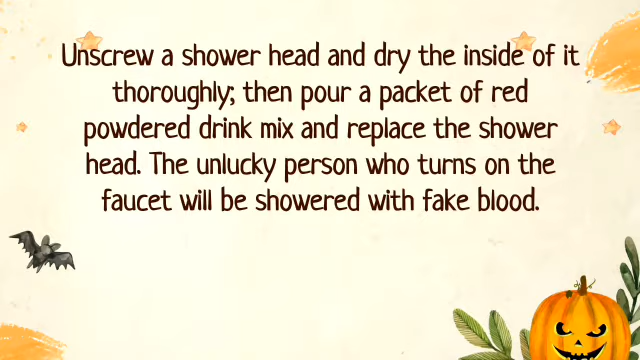 Unscrew a shower head and dry the inside of it
thoroughly; then pour a packet of red
powdered drink mix and replace the shower
head. The unlucky person who turns on the
faucet will be showered with fake blood.